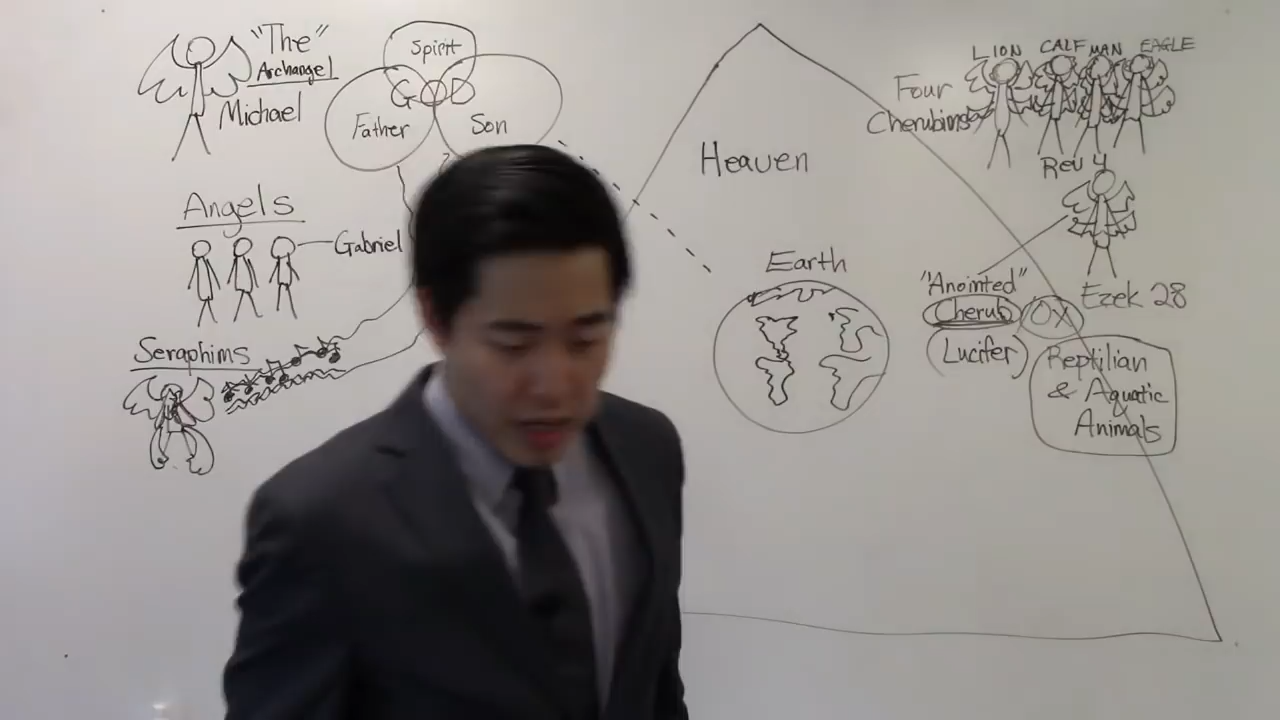 "The"
Archangel
Michael
Spirit
GOD
Father
Son
Angels
Gabriel
Seraphims
Heaven
Earth
LION CALF MAN EAGLE
Four
Cherubims
Rev 4
"Anointed"
Cherub OX
(Lucifer)
Ezek 28
Reptilian
& Aquatic
Animals